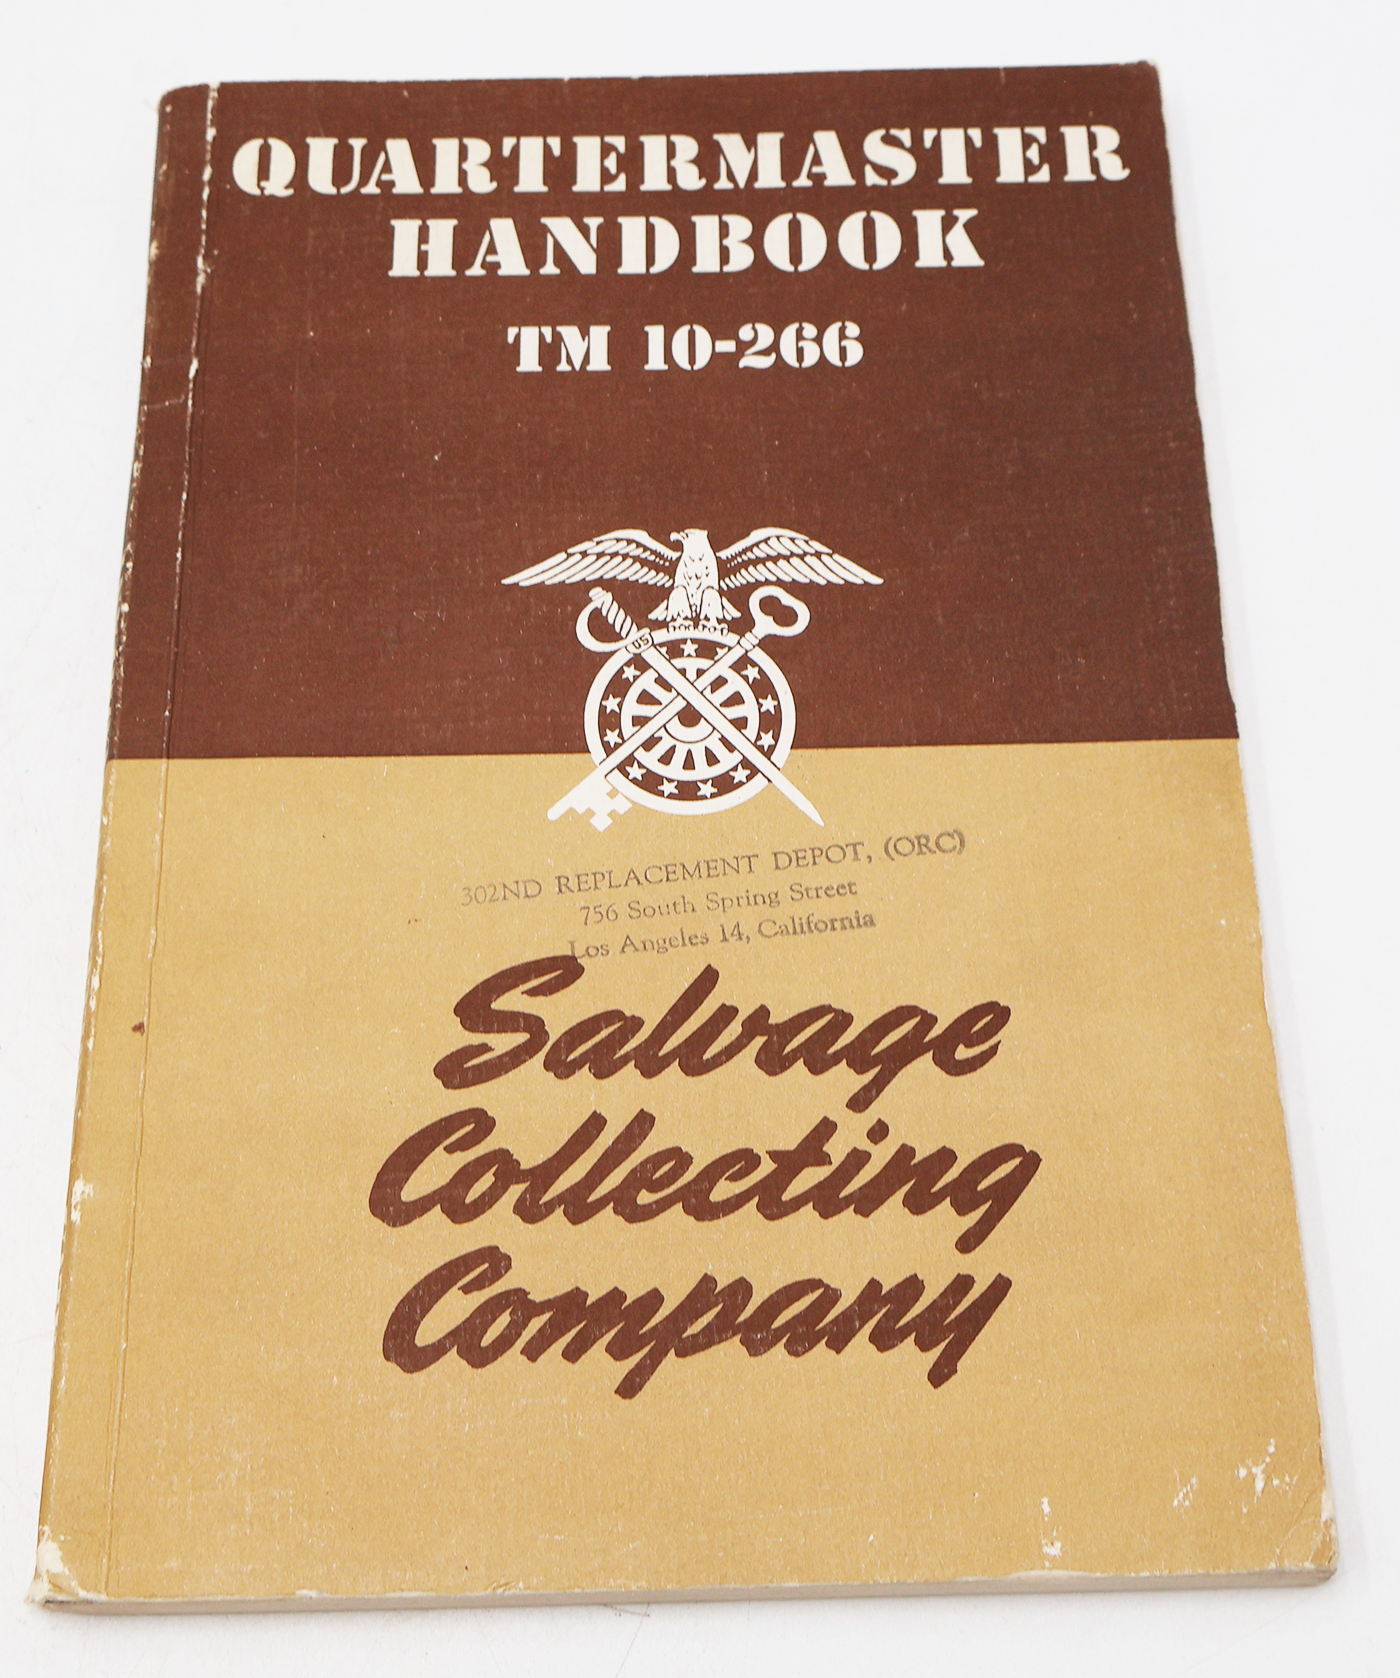 QUARTERMASTER
HANDBOOK
TM 10-266
US
302ND REPLACEMENT DEPOT, (ORC)
756 South Spring Street
Los Angeles 14, California
Salvage
Collecting
Company